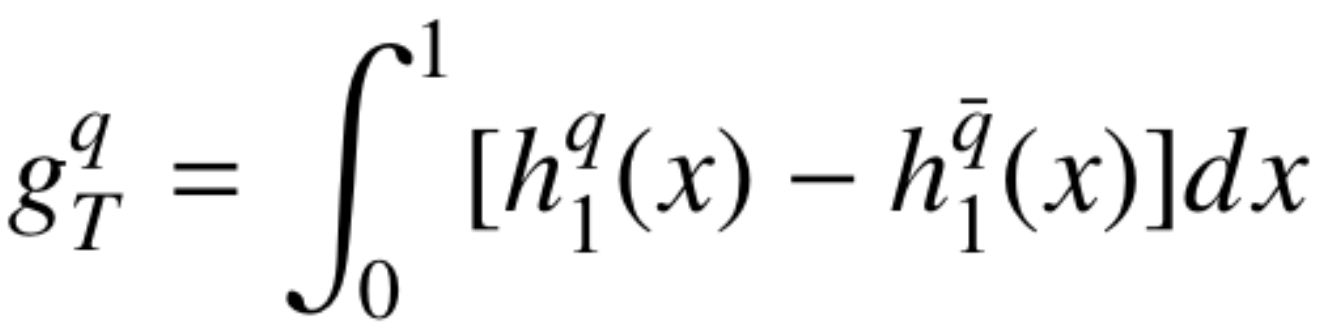 g_T^q = \int_0^1 [h_1^q(x) - h_1^{\bar{q}}(x)]dx